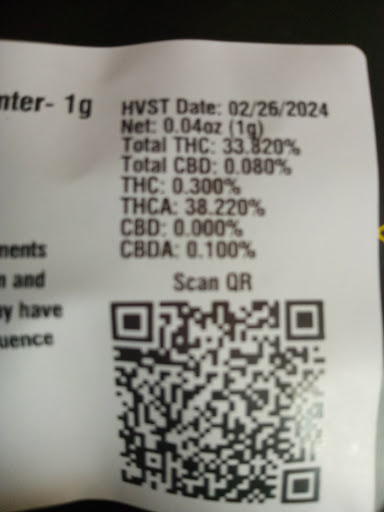 nter- 1g
HVST Date: 02/26/2024
Net: 0.04oz (1g)
Total THC: 33.820%
Total CBD: 0.080%
THC: 0.300%
THCA: 38.220%
CBD: 0.000%
CBDA: 0.100%
ments
n and
y have
uence
Scan QR